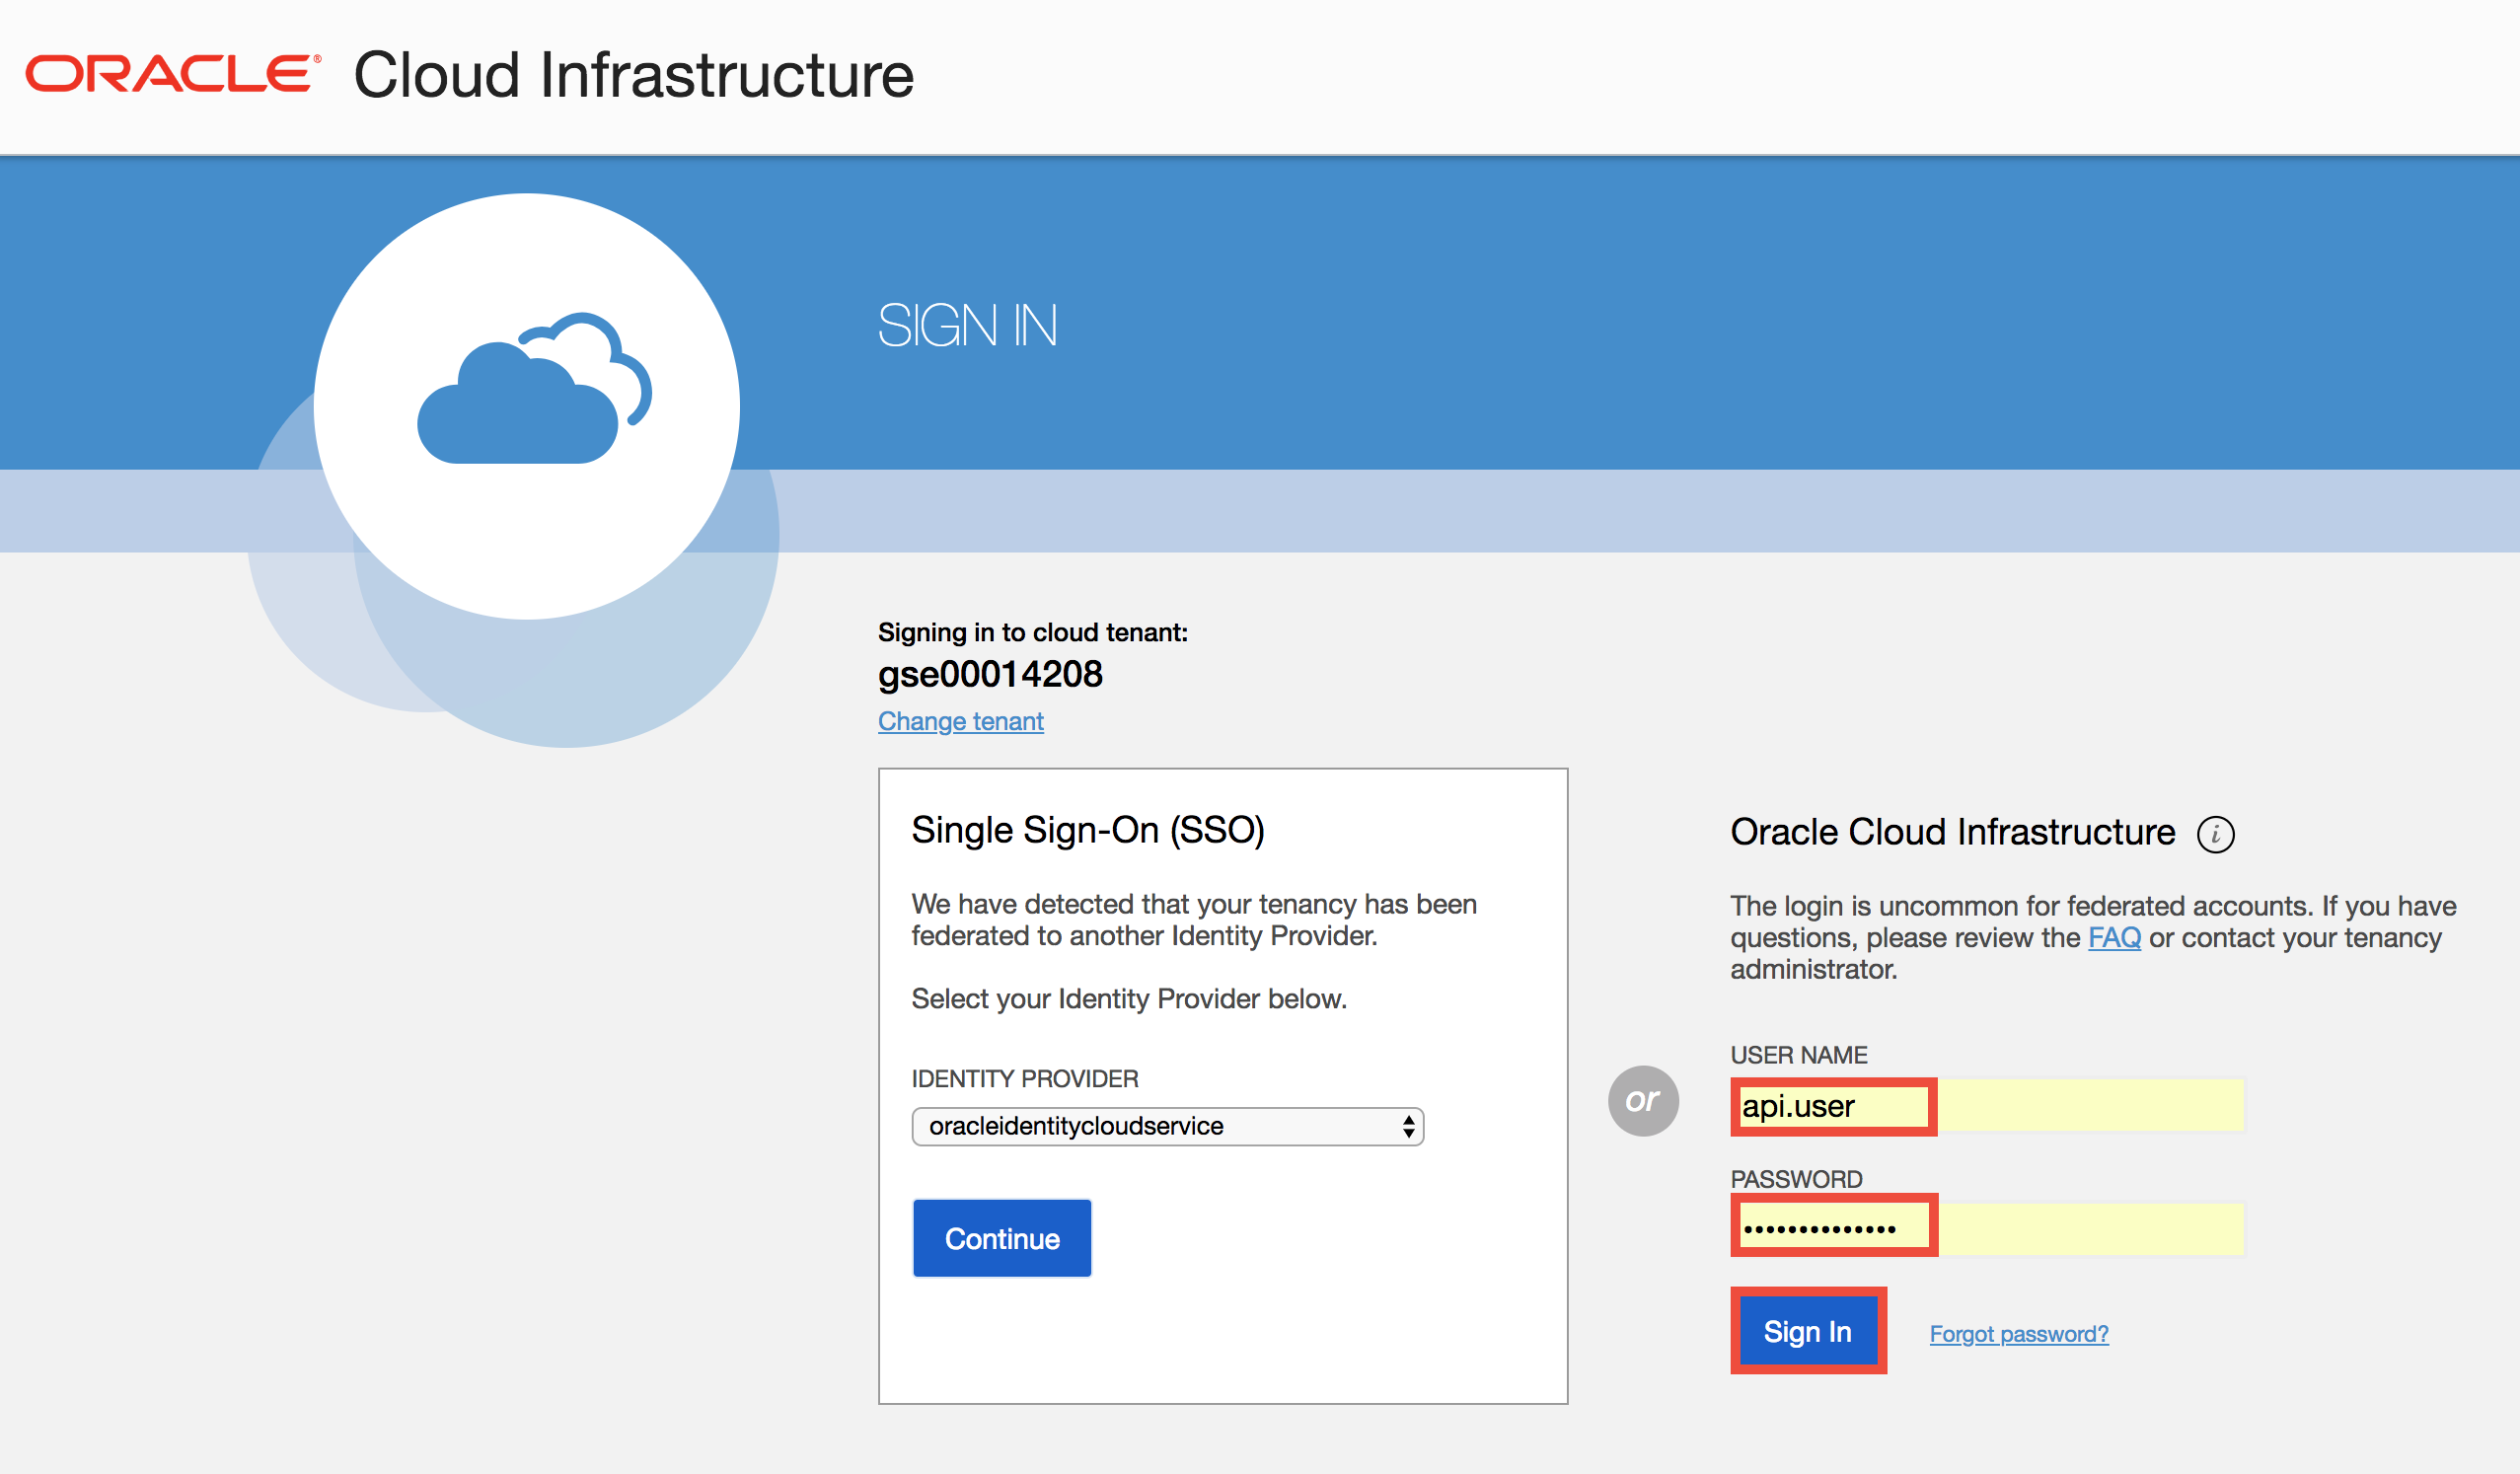 ORACLE® Cloud Infrastructure
SIGN IN
Signing in to cloud tenant:
gse00014208
Change tenant
Single Sign-On (SSO)
We have detected that your tenancy has been
federated to another Identity Provider.
Select your Identity Provider below.
IDENTITY PROVIDER
oracleidentitycloudservice
Continue
or
Oracle Cloud Infrastructure i
The login is uncommon for federated accounts. If you have
questions, please review the FAQ or contact your tenancy
administrator.
USER NAME
api.user
PASSWORD
••••••••••••••
Sign In Forgot password?